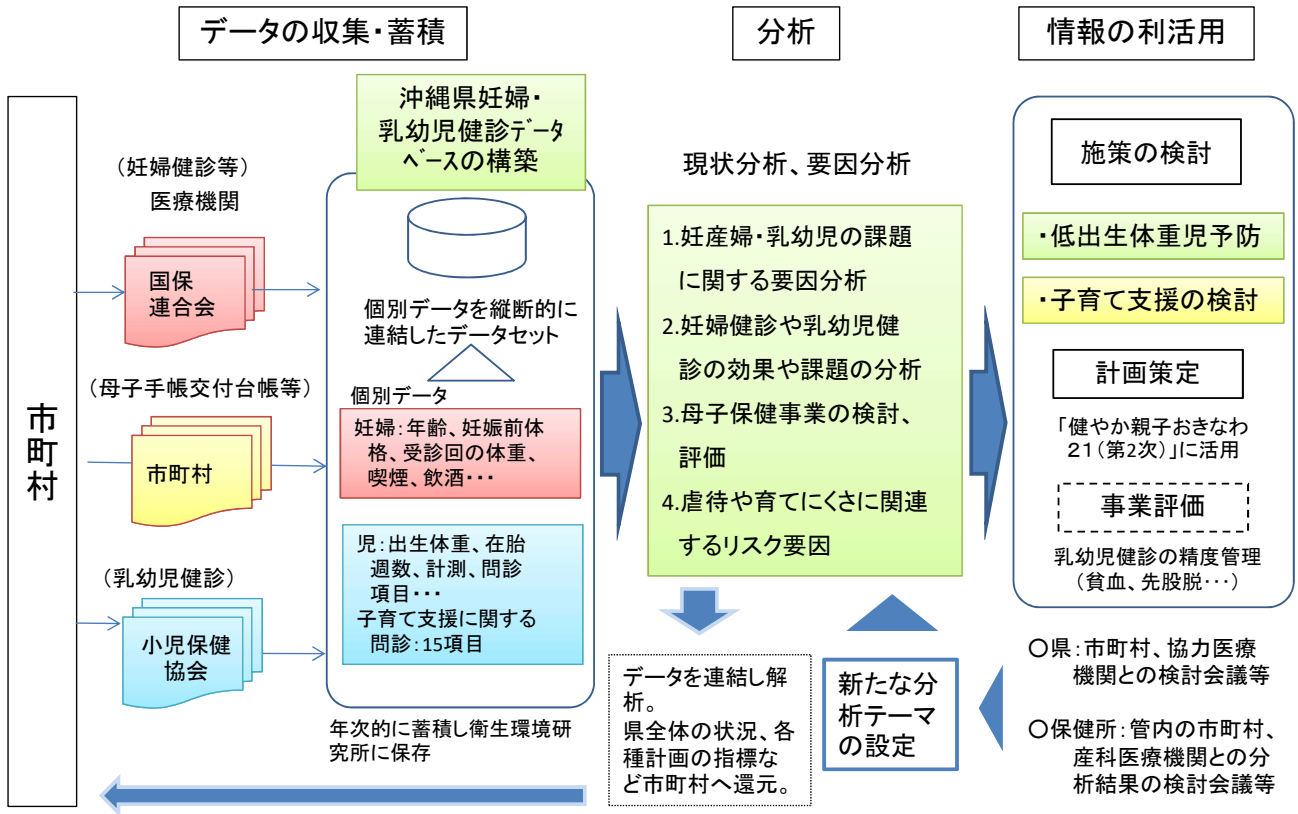 データの収集・蓄積
分析
情報の利活用
市町村
(妊婦健診等)
医療機関
国保
連合会
(母子手帳交付台帳等)
市町村
(乳幼児健診)
小児保健
協会
沖縄県妊婦・
乳幼児健診データ
ベースの構築
個別データを縦断的に
連結したデータセット
個別データ
妊婦:年齢、妊娠前体
格、受診回の体重、
喫煙、飲酒・・・
児:出生体重、在胎
週数、計測、問診
項目・・・
子育て支援に関する
問診:15項目
年次的に蓄積し衛生環境研
究所に保存
現状分析、要因分析
1.妊産婦・乳幼児の課題
に関する要因分析
2.妊婦健診や乳幼児健
診の効果や課題の分析
3.母子保健事業の検討、
評価
4.虐待や育てにくさに関連
するリスク要因
データを連結し解
析。
県全体の状況、各
種計画の指標な
ど市町村へ還元。
新たな分
析テーマ
の設定
施策の検討
・低出生体重児予防
・子育て支援の検討
計画策定
「健やか親子おきなわ
21(第2次)」に活用
事業評価
乳幼児健診の精度管理
(貧血、先股脱・・・)
○県:市町村、協力医療
機関との検討会議等
○保健所:管内の市町村、
産科医療機関との分
析結果の検討会議等